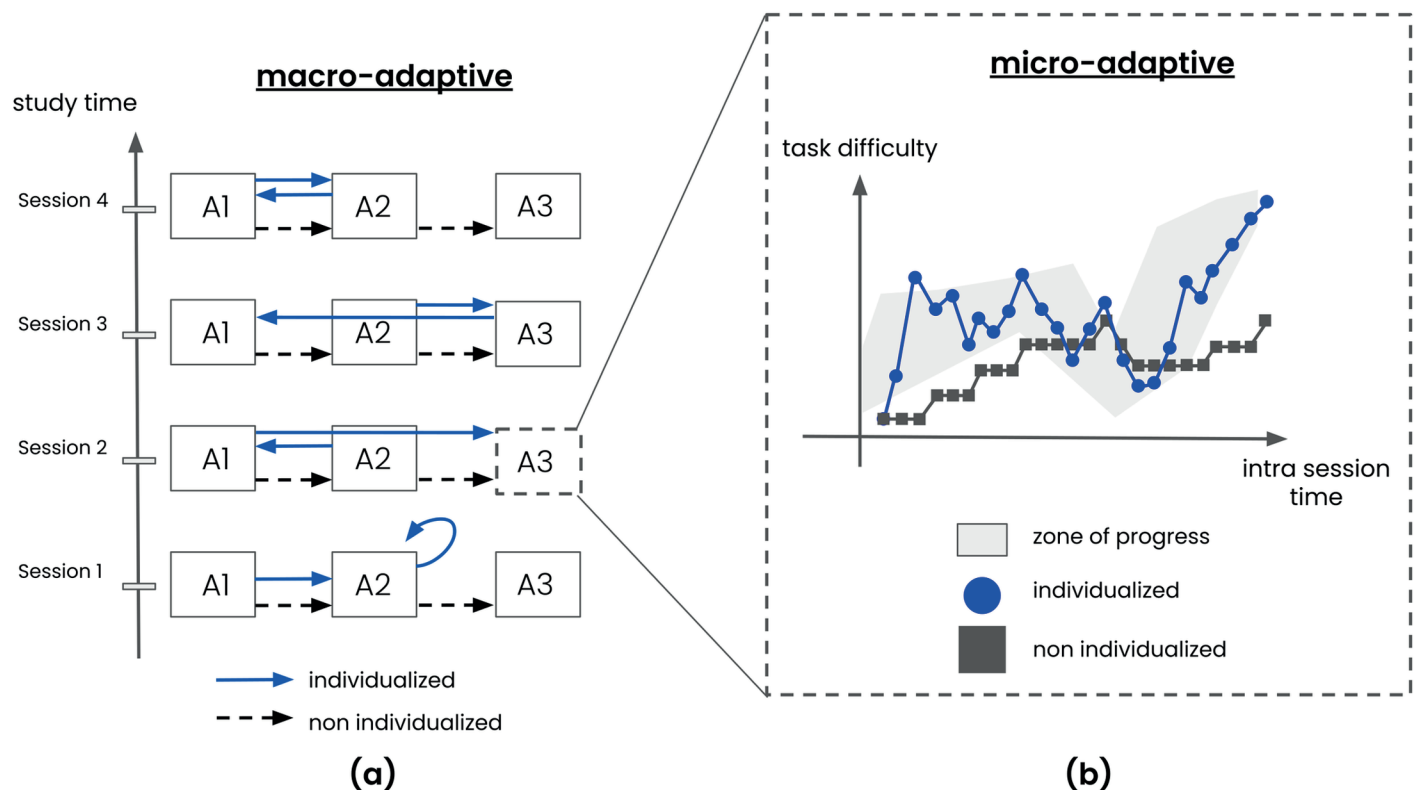 macro-adaptive
study time
Session 4
A1
A2
A3
Session 3
A1
A2
A3
Session 2
A1
A2
A3
Session 1
A1
A2
A3
individualized
non individualized
(a)
micro-adaptive
task difficulty
intra session
time
zone of progress
individualized
non individualized
(b)